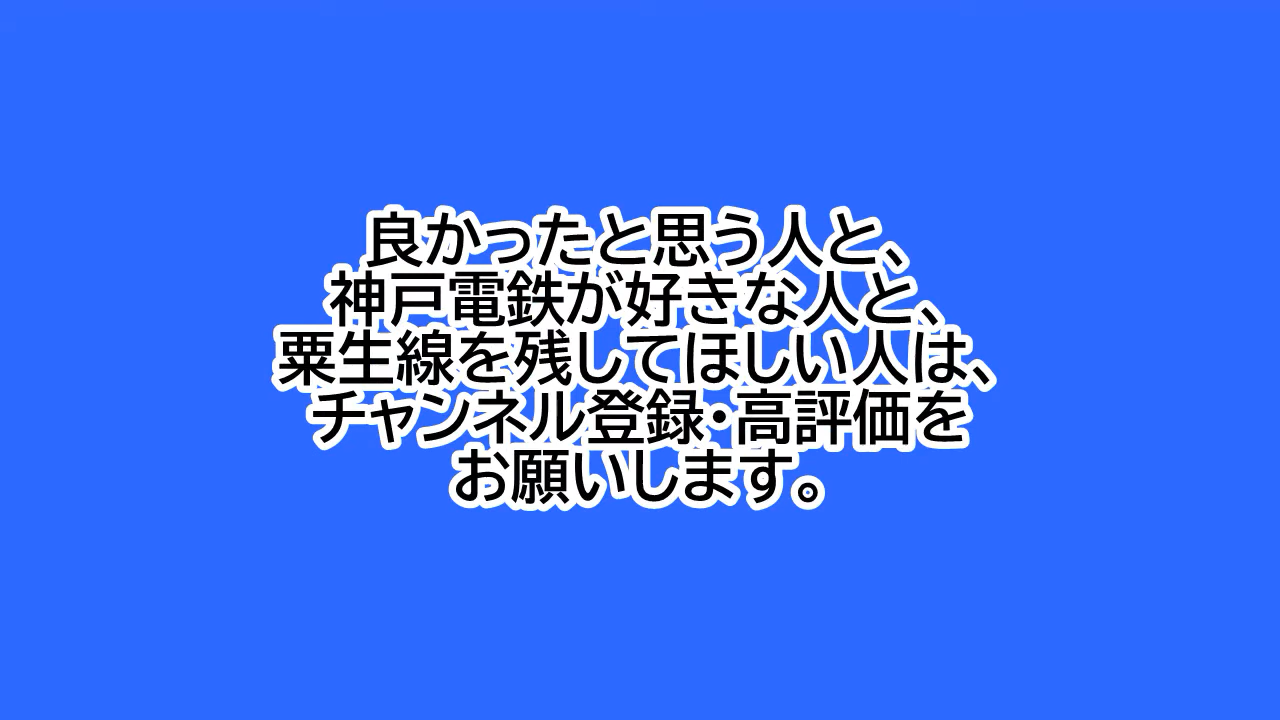 良かったと思う人と、
神戸電鉄が好きな人と、
粟生線を残してほしい人は、
チャンネル登録・高評価を
お願いします。